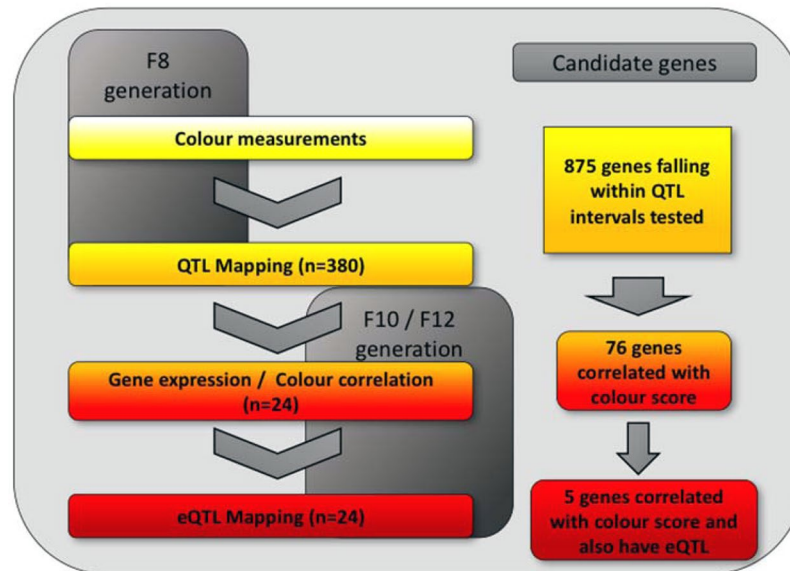 F8
generation
Colour measurements
QTL Mapping (n=380)
F10 / F12
generation
Gene expression / Colour correlation
(n=24)
eQTL Mapping (n=24)
Candidate genes
875 genes falling
within QTL
intervals tested
76 genes
correlated with
colour score
5 genes correlated
with colour score and
also have eQTL